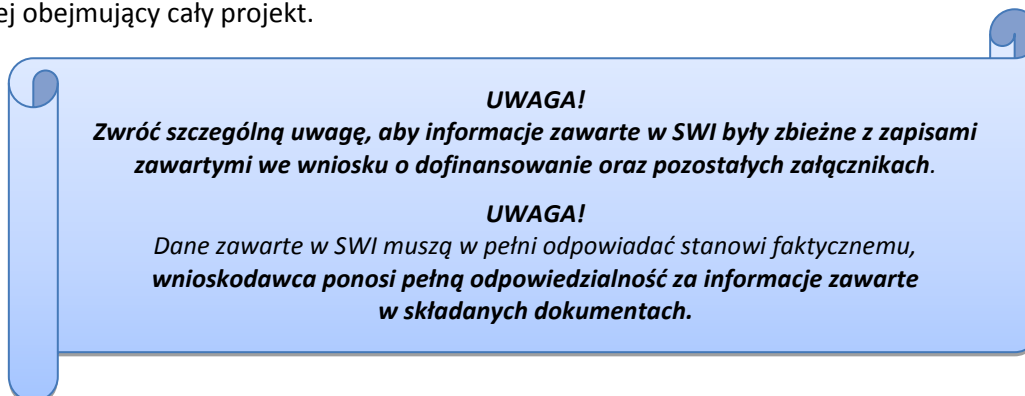 ej obejmujący cały projekt.
UWAGA!
Zwróć szczególną uwagę, aby informacje zawarte w SWI były zbieżne z zapisami
zawartymi we wniosku o dofinansowanie oraz pozostałych załącznikach.
UWAGA!
Dane zawarte w SWI muszą w pełni odpowiadać stanowi faktycznemu,
wnioskodawca ponosi pełną odpowiedzialność za informacje zawarte
w składanych dokumentach.